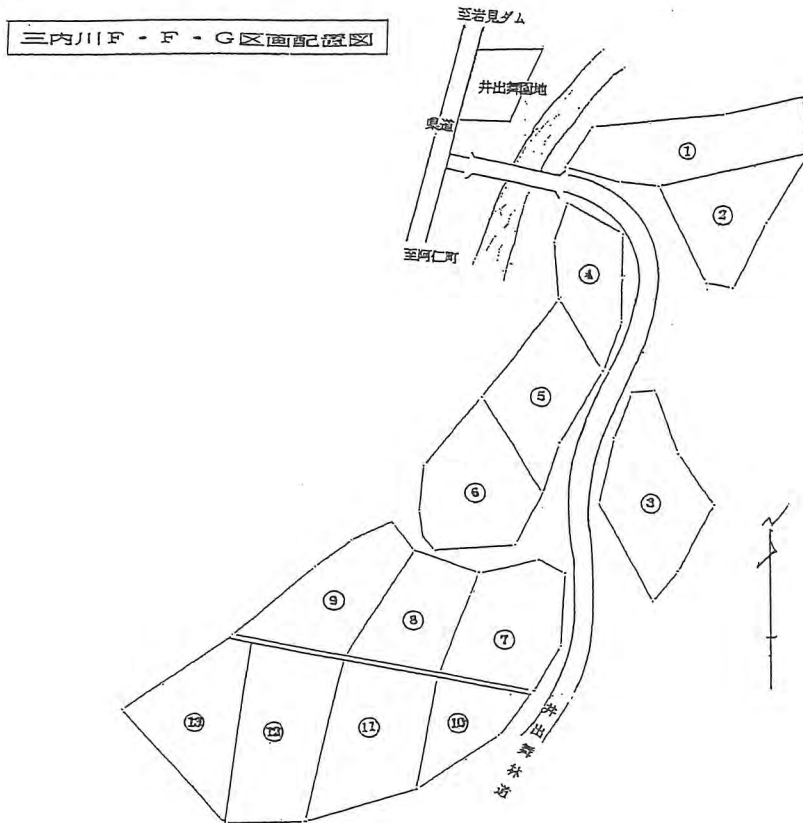 三内川F・F・G区画配置図
至岩見ダム
井出舞団地
県道
至阿仁町
①
②
④
⑤
⑥
③
⑨
⑧
⑦
⑬
⑫
⑪
⑩
井出舞林道